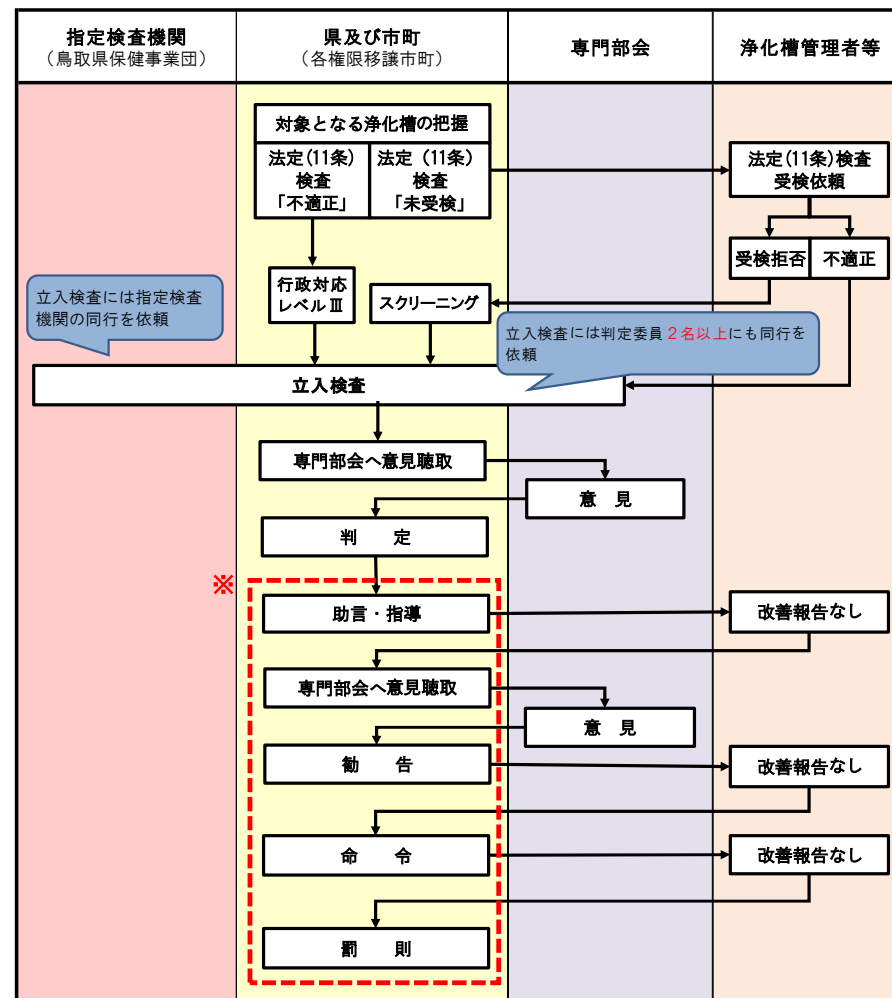 指定検査機関
（鳥取県保健事業団）
県及び市町
（各権限移譲市町）
専門部会
浄化槽管理者等
対象となる浄化槽の把握
法定(11条)
検査
「不適正」
法定（11条）
検査
「未受検」
法定(11条)検査
受検依頼
受検拒否
不適正
行政対応
レベルⅢ
スクリーニング
立入検査には指定検査
機関の同行を依頼
立入検査には判定委員２名以上にも同行を
依頼
立入検査
専門部会へ意見聴取
意　見
判　定
※
助言・指導
改善報告なし
専門部会へ意見聴取
意　見
勧　告
改善報告なし
命　令
改善報告なし
罰　則